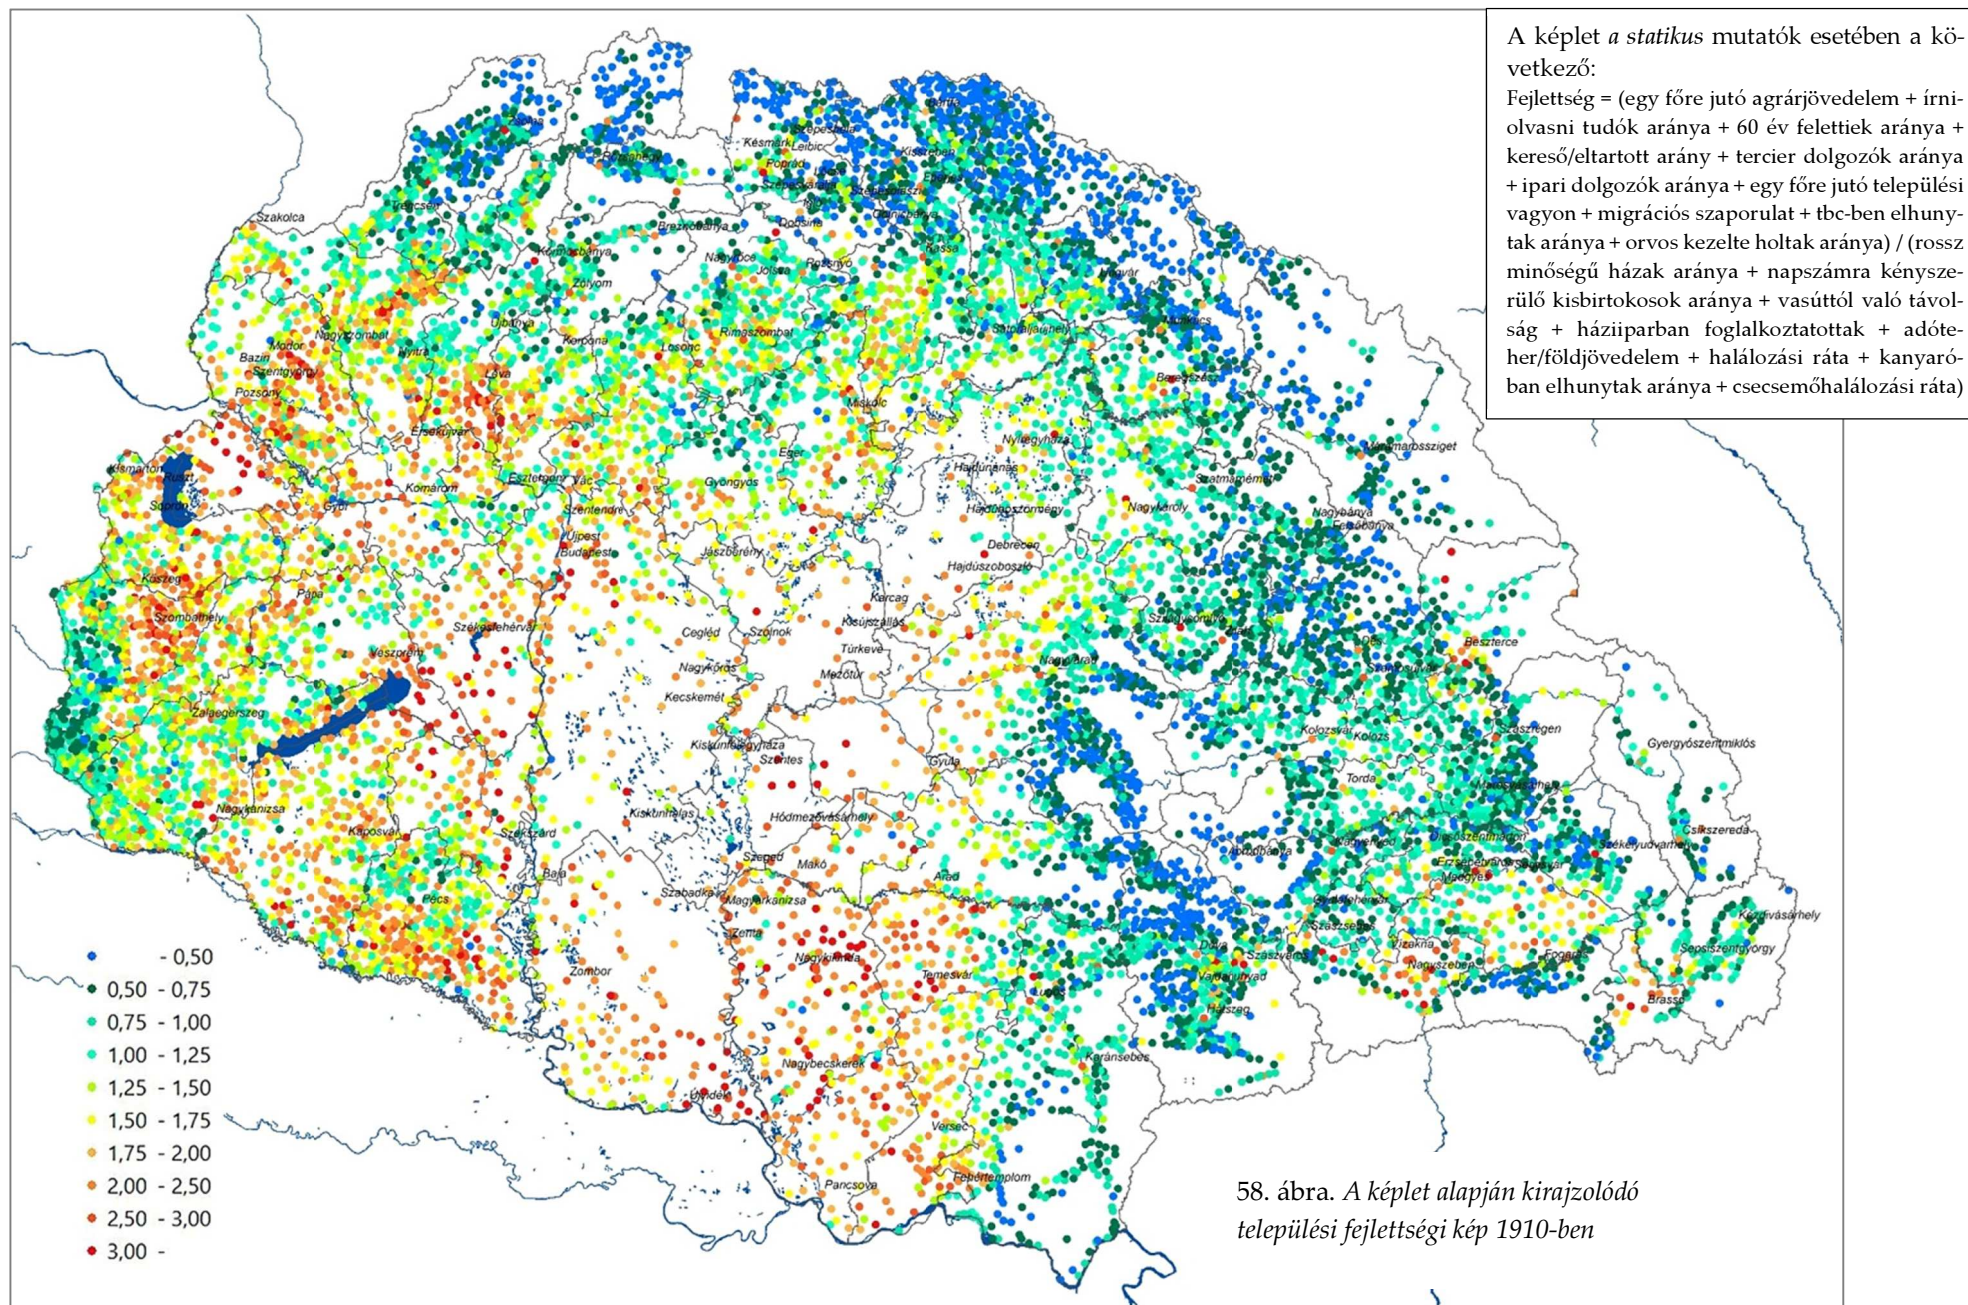 A képlet a statikus mutatók esetében a kö-
vetkező:
Fejlettség = (egy főre jutó agrárjövedelem + írni-
olvasni tudók aránya + 60 év felettiek aránya +
kereső/eltartott arány + tercier dolgozók aránya
+ ipari dolgozók aránya + egy főre jutó települési
vagyon + migrációs szaporulat + tbc-ben elhuny-
tak aránya + orvos kezelte holtak aránya) / (rossz
minőségű házak aránya + napszámra kénysze-
rülő kisbirtokosok aránya + vasúttól való távol-
ság + háziiparban foglalkoztatottak + adóte-
her/földjövedelem + halálozási ráta + kanyaró-
ban elhunytak aránya + csecsemőhalálozási ráta)
Bártfa
Zsolna
Szepesbéla
Késmárk
Leibic
Kisszeben
Rózsahegy
Poprád
Eperjes
Trencsén
Gölnicbánya
Szakolca
Breznóbánya
Dobsina
Körmöcbánya
Kassa
Nagyrőce
Jolsva
Rozsnyó
Ungvár
Zólyom
Munkács
Újbánya
Sátoraljaújhely
Nagyszombat
Rimaszombat
Korpona
Losonc
Modor
Nyitra
Bazin
Szentgyörgy
Léva
Beregszász
Pozsony
Miskolc
Érsekújvár
Nyíregyháza
Máramarossziget
Eger
Kismarton
Ruszt
Hajdúnánás
Esztergom
Vác
Gyöngyös
Szatmárnémeti
Komárom
Sopron
Győr
Szentendre
Hajdúböszörmény
Nagykároly
Nagybánya
Felsőbánya
Újpest
Budapest
Jászberény
Debrecen
Hajdúszoboszló
Kőszeg
Pápa
Karcag
Szombathely
Székesfehérvár
Cegléd
Szolnok
Kisújszállás
Szilágysomlyó
Zilah
Dés
Beszterce
Veszprém
Túrkeve
Nagyvárad
Szamosújvár
Nagykőrös
Mezőtúr
Kecskemét
Zalaegerszeg
Kolozsvár
Kolozs
Szászrégen
Kiskunfélegyháza
Szentes
Gyula
Gyergyószentmiklós
Torda
Marosvásárhely
Nagykanizsa
Kiskunhalas
Hódmezővásárhely
Kaposvár
Szekszárd
Csíkszereda
Dicsőszentmárton
Nagyenyed
Székelyudvarhely
Abrudbánya
Szeged
Makó
Erzsébetváros
Segesvár
Baja
Arad
Medgyes
Szabadka
Magyarkanizsa
Pécs
Gyulafehérvár
Kézdivásárhely
Szászsebes
Zenta
Vízakna
Sepsiszentgyörgy
Déva
Szászváros
Fogaras
Nagykikinda
Nagyszeben
Zombor
Temesvár
Vajdahunyad
Lugos
Brassó
Hátszeg
Karánsebes
Nagybecskerek
Újvidék
Versec
Fehértemplom
Pancsova
- 0,50
0,50 - 0,75
0,75 - 1,00
1,00 - 1,25
1,25 - 1,50
1,50 - 1,75
1,75 - 2,00
2,00 - 2,50
2,50 - 3,00
3,00 -
58. ábra. A képlet alapján kirajzolódó
települési fejlettségi kép 1910-ben